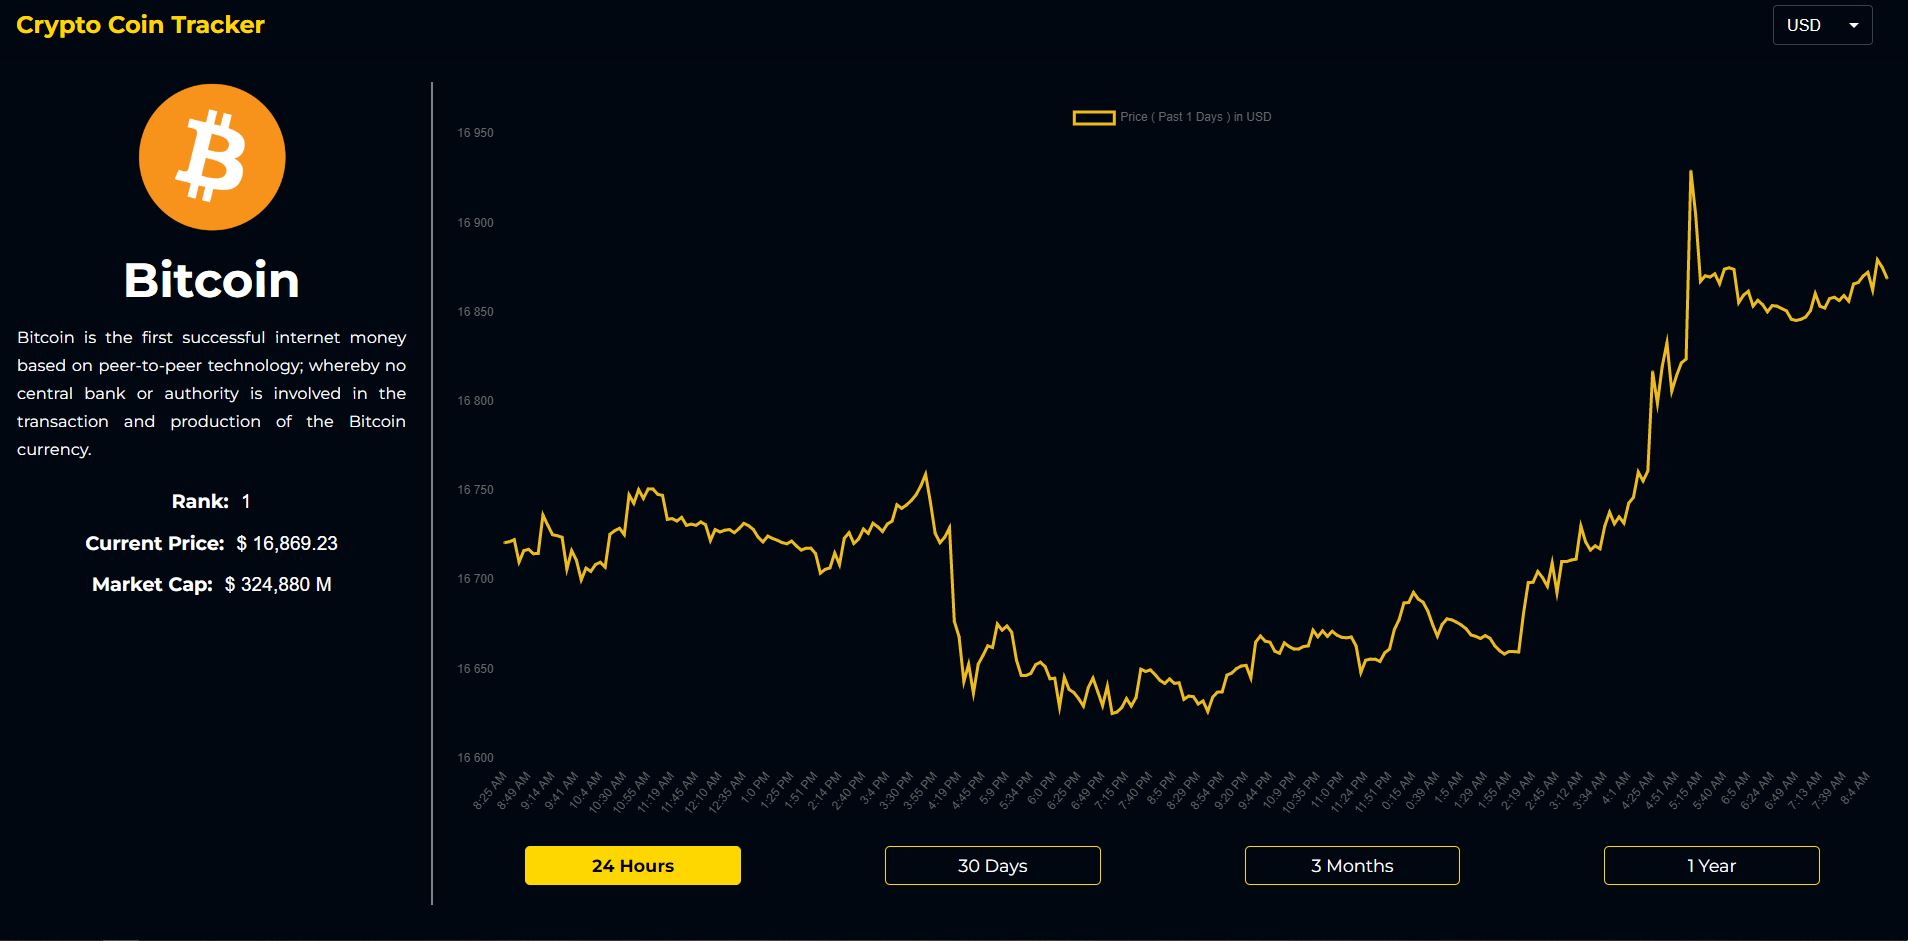 Crypto Coin Tracker
USD
Bitcoin
Bitcoin is the first successful internet money
based on peer-to-peer technology; whereby no
central bank or authority is involved in the
transaction and production of the Bitcoin
currency.
Rank: 1
Current Price: $ 16,869.23
Market Cap: $ 324,880 M
Price ( Past 1 Days ) in USD
16 950
16 900
16 850
16 800
16 750
16 700
16 650
16 600
8:25 AM
8:49 AM
9:14 AM
9:41 AM
10:4 AM
10:30 AM
10:55 AM
11:19 AM
11:45 AM
12:10 AM
12:35 AM
1:0 PM
1:25 PM
1:51 PM
2:14 PM
2:40 PM
3:4 PM
3:30 PM
3:55 PM
4:19 PM
4:45 PM
5:9 PM
5:34 PM
6:0 PM
6:25 PM
6:49 PM
7:15 PM
7:40 PM
8:5 PM
8:29 PM
8:54 PM
9:20 PM
9:44 PM
10:9 PM
10:35 PM
11:0 PM
11:24 PM
11:51 PM
0:15 AM
0:39 AM
1:5 AM
1:29 AM
1:55 AM
2:19 AM
2:45 AM
3:12 AM
3:34 AM
4:1 AM
4:25 AM
4:51 AM
5:15 AM
5:40 AM
6:5 AM
6:24 AM
6:49 AM
7:13 AM
7:39 AM
8:4 AM
24 Hours
30 Days
3 Months
1 Year